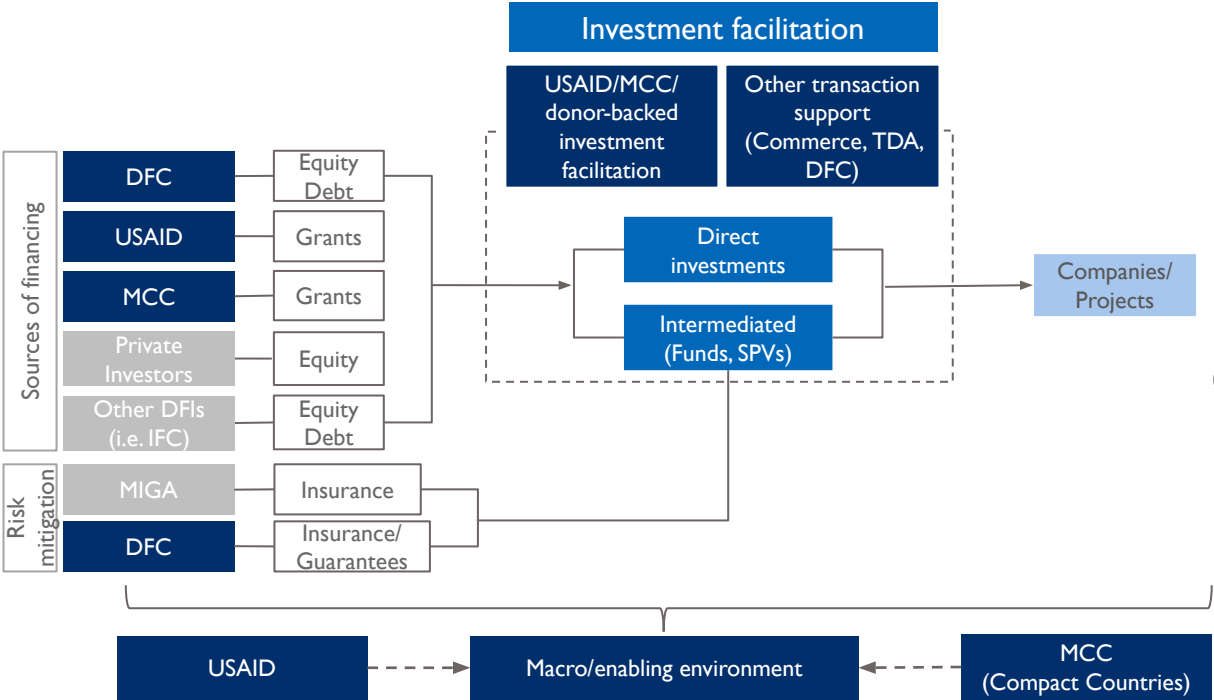 Investment facilitation
USAID/MCC/
donor-backed
investment
facilitation
Other transaction
support
(Commerce, TDA,
DFC)
Sources of financing
DFC
Equity
Debt
USAID
Grants
MCC
Grants
Private
Investors
Equity
Other DFIs
(i.e. IFC)
Equity
Debt
Direct
investments
Intermediated
(Funds, SPVs)
Companies/
Projects
Risk
mitigation
MIGA
Insurance
DFC
Insurance/
Guarantees
USAID
Macro/enabling environment
MCC
(Compact Countries)